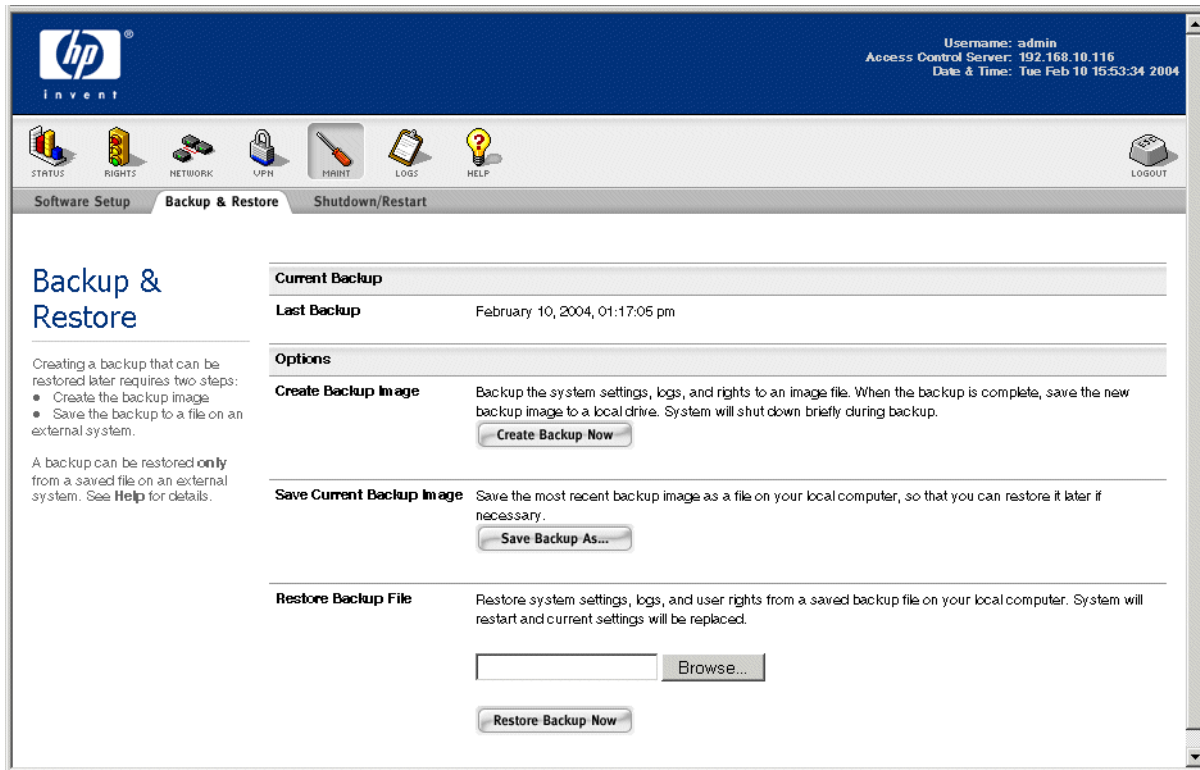 hp®
invent
Username: admin
Access Control Server: 192.168.10.116
Date & Time: Tue Feb 10 15:53:34 2004
STATUS RIGHTS NETWORK VPN MAINT LOGS HELP LOGOUT
Software Setup Backup & Restore Shutdown/Restart
Backup &
Restore
Creating a backup that can be
restored later requires two steps:
• Create the backup image
• Save the backup to a file on an
external system.
A backup can be restored only
from a saved file on an external
system. See Help for details.
Current Backup
Last Backup February 10, 2004, 01:17:05 pm
Options
Create Backup Image Backup the system settings, logs, and rights to an image file. When the backup is complete, save the new
backup image to a local drive. System will shut down briefly during backup.
Create Backup Now
Save Current Backup Image Save the most recent backup image as a file on your local computer, so that you can restore it later if
necessary.
Save Backup As...
Restore Backup File Restore system settings, logs, and user rights from a saved backup file on your local computer. System will
restart and current settings will be replaced.
Browse...
Restore Backup Now